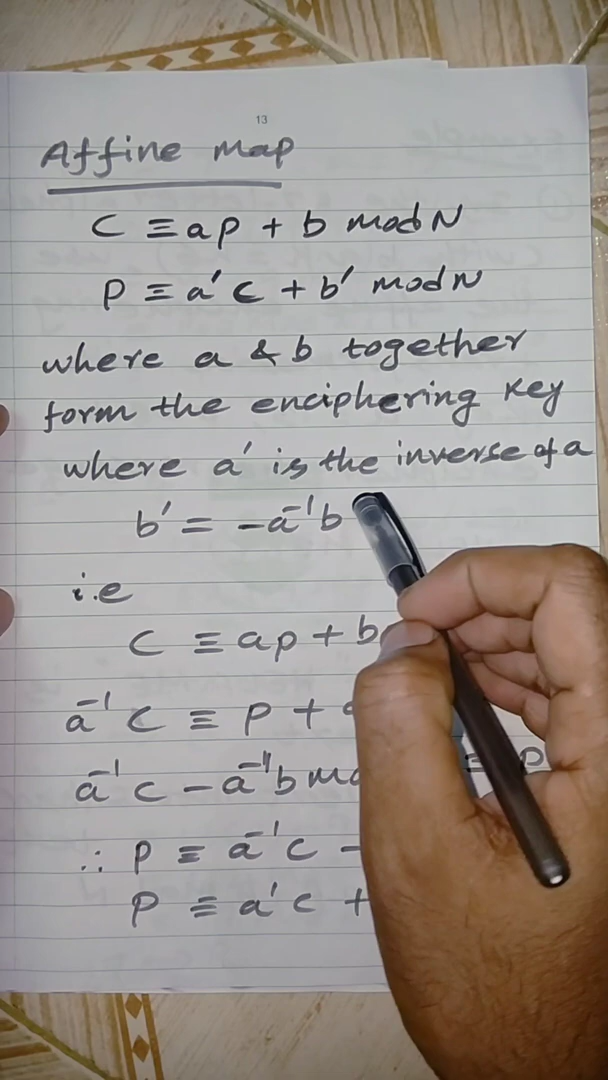 13
Affine Map
C ≡ aP + b mod N
P ≡ a'C + b' mod N
where a & b together
form the enciphering key
where a' is the inverse of a
b' = -a⁻¹b
i.e
C ≡ aP + b
a⁻¹C ≡ P +
a⁻¹C - a⁻¹b mo ≡ P
∴ P ≡ a⁻¹C -
P ≡ a'C +